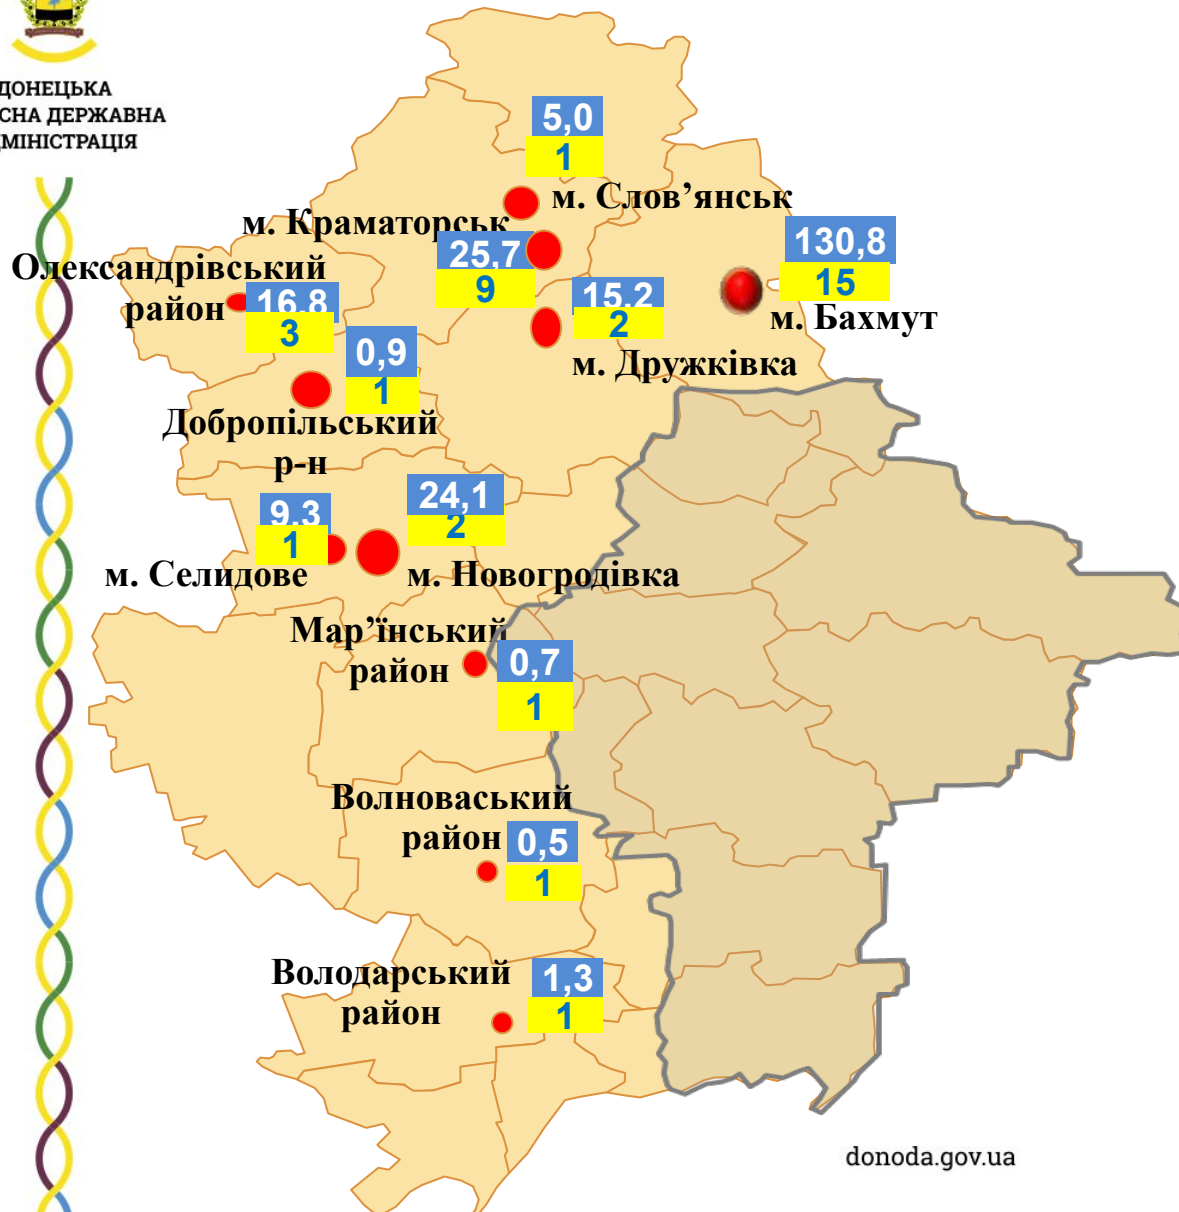 ДОНЕЦЬКА
СНА ДЕРЖАВНА
МІНІСТРАЦІЯ
5,0
1
м. Слов’янськ
м. Краматорськ
25,7
9
130,8
15
м. Бахмут
Олександрівський
район
16,8
3
15,2
2
м. Дружківка
0,9
1
Добропільський
р-н
9,3
1
м. Селидове
24,1
2
м. Новогродівка
Мар’їнський
район
0,7
1
Волноваський
район
0,5
1
Володарський
район
1,3
1
donoda.gov.ua